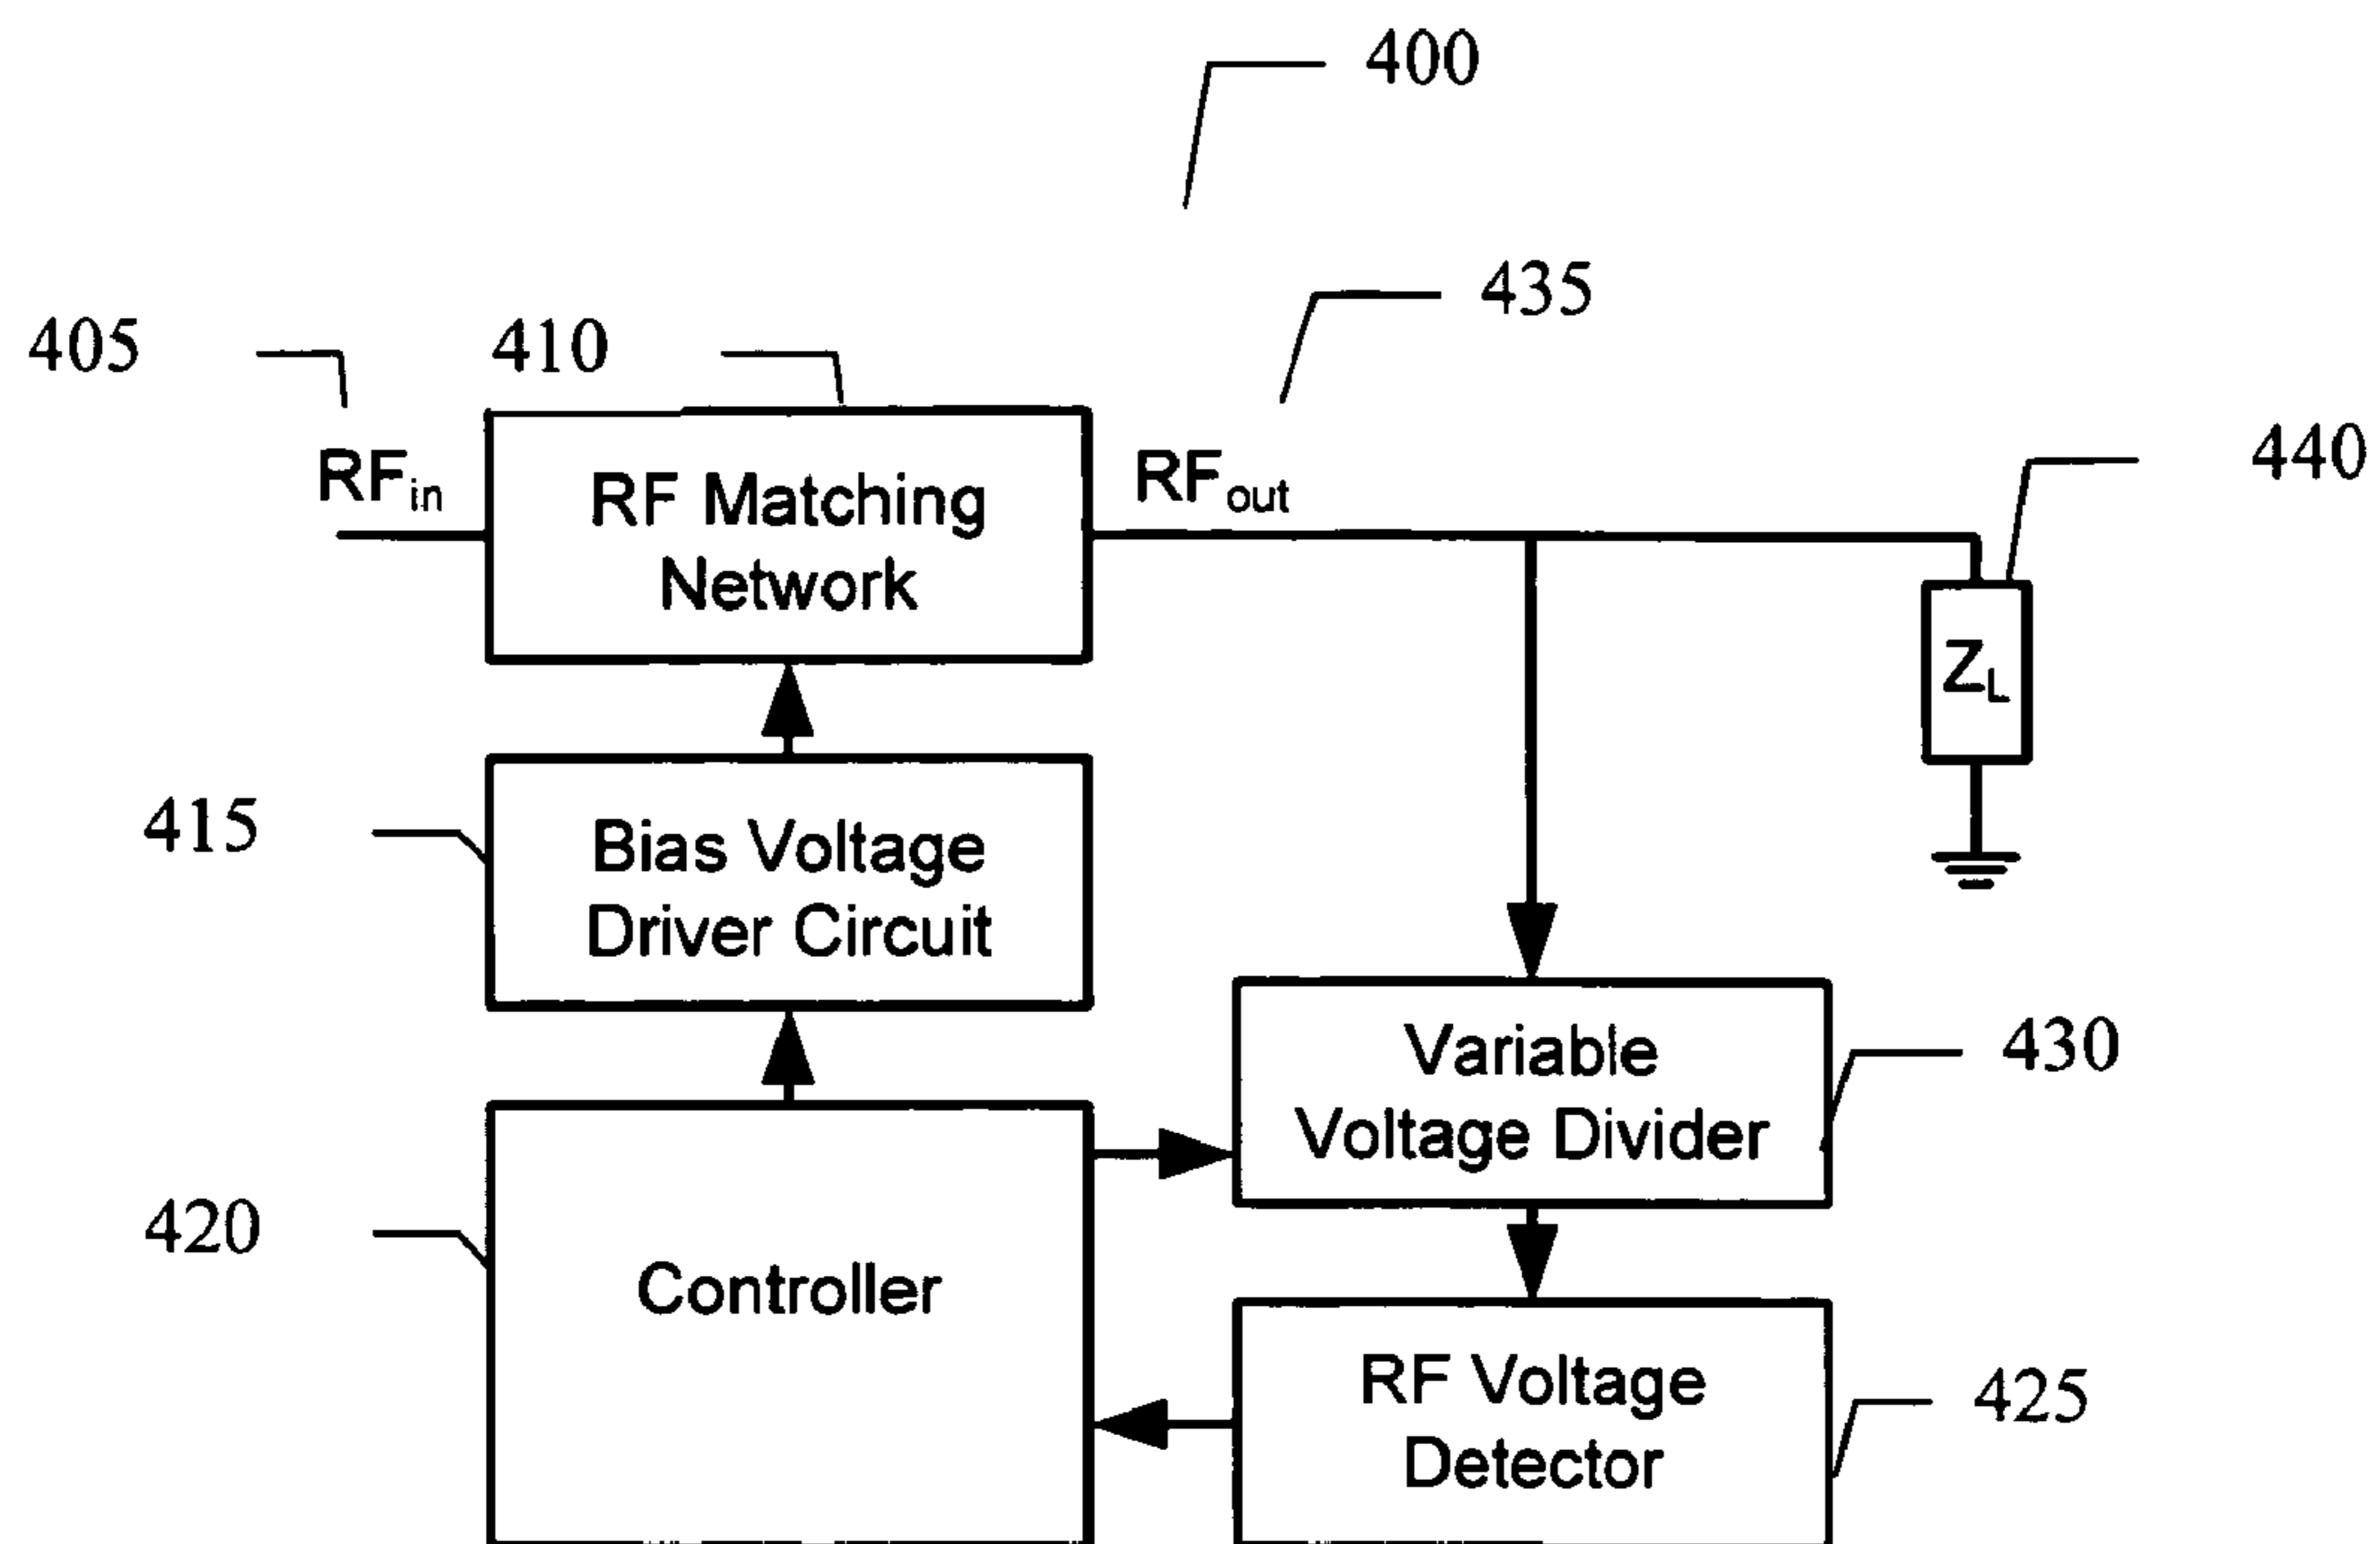 400
435
405
410
440
RFin
RF Matching
Network
RFout
ZL
415
Bias Voltage
Driver Circuit
Variable
Voltage Divider
430
420
Controller
RF Voltage
Detector
425